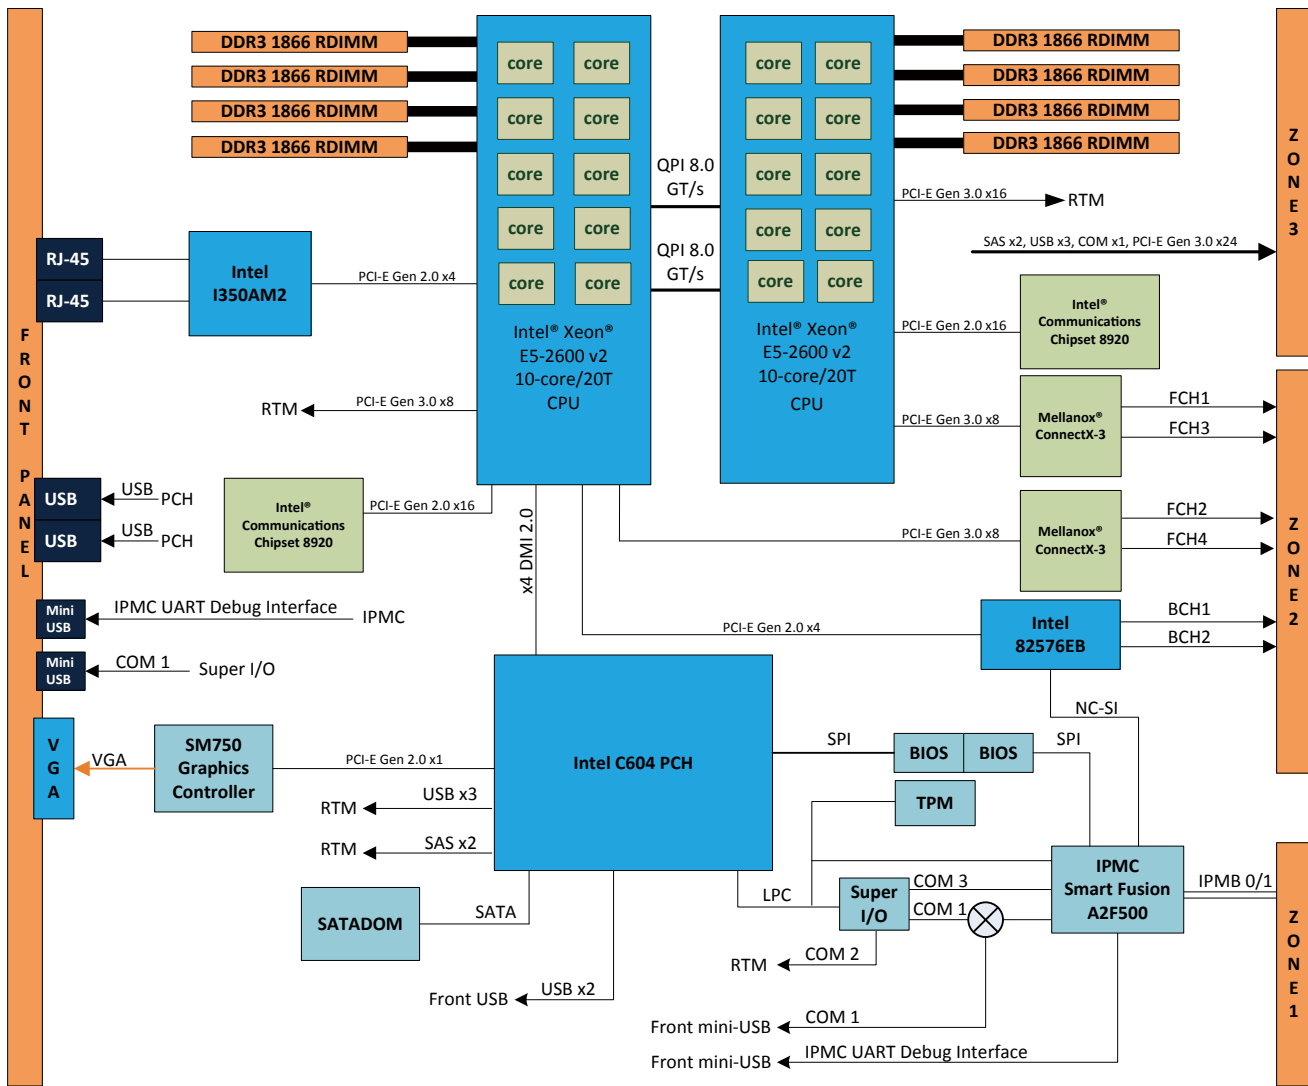 DDR3 1866 RDIMM
DDR3 1866 RDIMM
DDR3 1866 RDIMM
DDR3 1866 RDIMM
core core
core core
core core
core core
core core
Intel® Xeon®
E5-2600 v2
10-core/20T
CPU
QPI 8.0
GT/s
QPI 8.0
GT/s
core core
core core
core core
core core
core core
Intel® Xeon®
E5-2600 v2
10-core/20T
CPU
DDR3 1866 RDIMM
DDR3 1866 RDIMM
DDR3 1866 RDIMM
DDR3 1866 RDIMM
PCI-E Gen 3.0 x16
RTM
SAS x2, USB x3, COM x1, PCI-E Gen 3.0 x24
ZONE3
FRONT PANEL
RJ-45
RJ-45
Intel
I350AM2
PCI-E Gen 2.0 x4
RTM
PCI-E Gen 3.0 x8
PCI-E Gen 2.0 x16
Intel®
Communications
Chipset 8920
PCI-E Gen 3.0 x8
Mellanox®
ConnectX-3
FCH1
FCH3
ZONE2
USB
USB
PCH
USB
USB
PCH
Intel®
Communications
Chipset 8920
PCI-E Gen 2.0 x16
x4 DMI 2.0
PCI-E Gen 3.0 x8
Mellanox®
ConnectX-3
FCH2
FCH4
Mini
USB
IPMC UART Debug Interface
IPMC
PCI-E Gen 2.0 x4
Intel
82576EB
BCH1
BCH2
Mini
USB
COM 1
Super I/O
NC-SI
VGA
VGA
SM750
Graphics
Controller
PCI-E Gen 2.0 x1
Intel C604 PCH
SPI
BIOS
BIOS
SPI
TPM
RTM
USB x3
RTM
SAS x2
SATADOM
SATA
LPC
Super
I/O
COM 3
COM 1
IPMC
Smart Fusion
A2F500
IPMB 0/1
ZONE1
RTM
COM 2
Front USB
USB x2
Front mini-USB
COM 1
Front mini-USB
IPMC UART Debug Interface